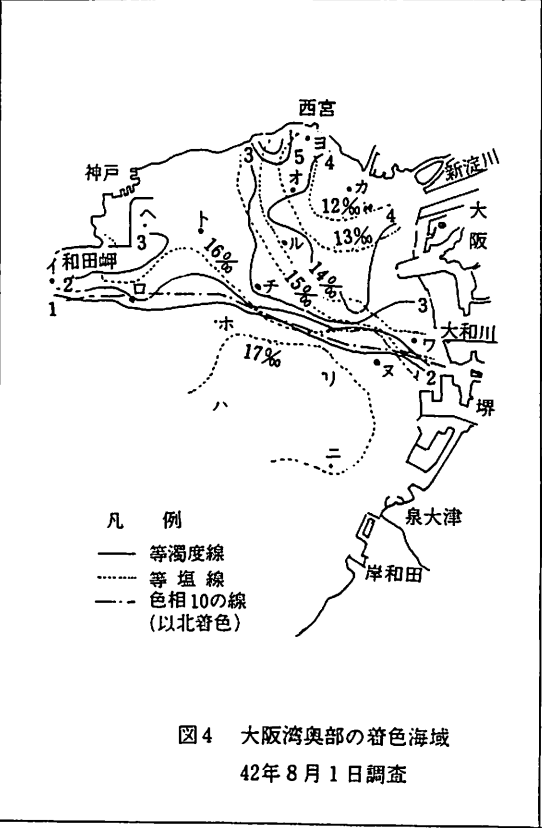 西宮
3
5
ヨ
4
新淀川
神戸
オ
カ
大阪
12‰
4
ヘ
ト
13‰
3
16‰
ル
和田岬
イ
2
14‰
15‰
チ
3
1
ロ
大和川
ホ
ワ
17‰
リ
ヌ
2
ハ
堺
ニ
泉大津
岸和田
凡 例
等濁度線
等塩線
色相10の線
(以北着色)
図4 大阪湾奥部の着色海域
42年8月1日調査